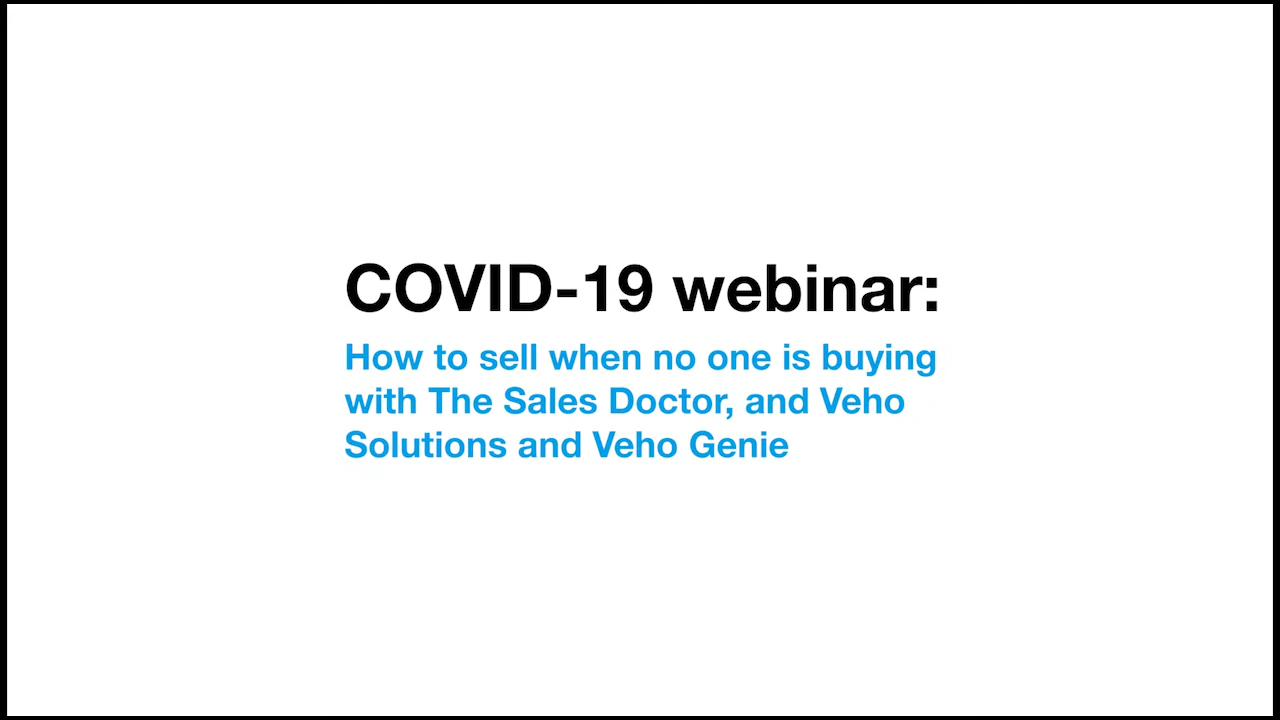 COVID-19 webinar:
How to sell when no one is buying
with The Sales Doctor, and Veho
Solutions and Veho Genie